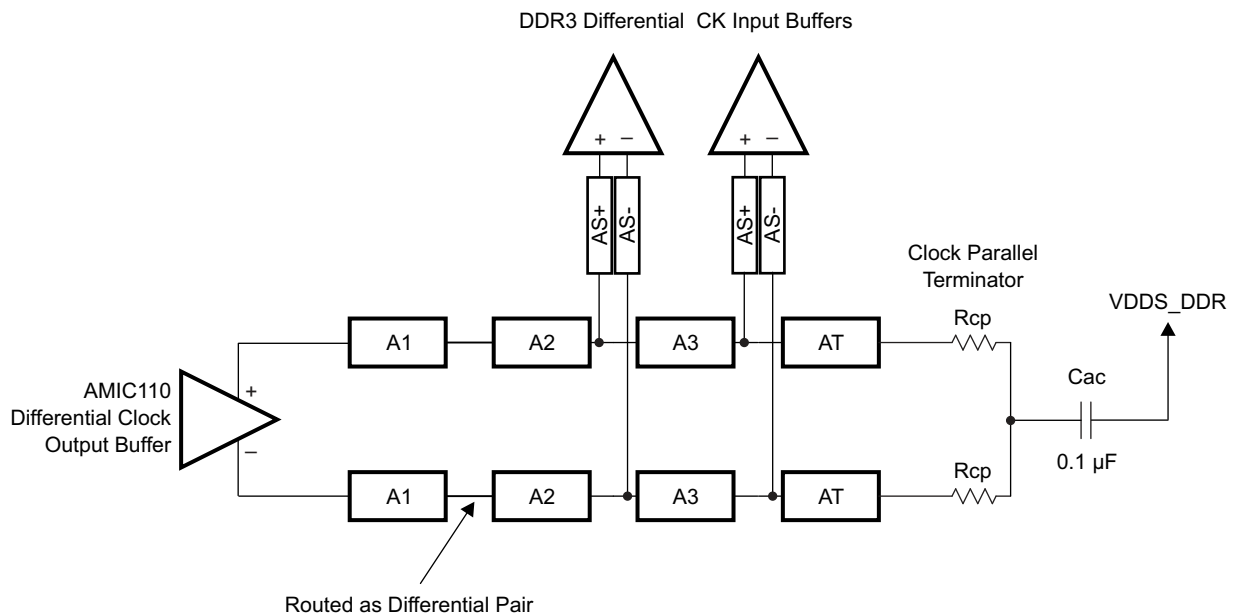 DDR3 Differential CK Input Buffers
+ − + −
AS+ AS- AS+ AS-
Clock Parallel
Terminator
VDDS_DDR
Rcp
A1 A2 A3 AT
AMIC110
Differential Clock
Output Buffer
+
−
Cac
0.1 µF
Rcp
A1 A2 A3 AT
Routed as Differential Pair